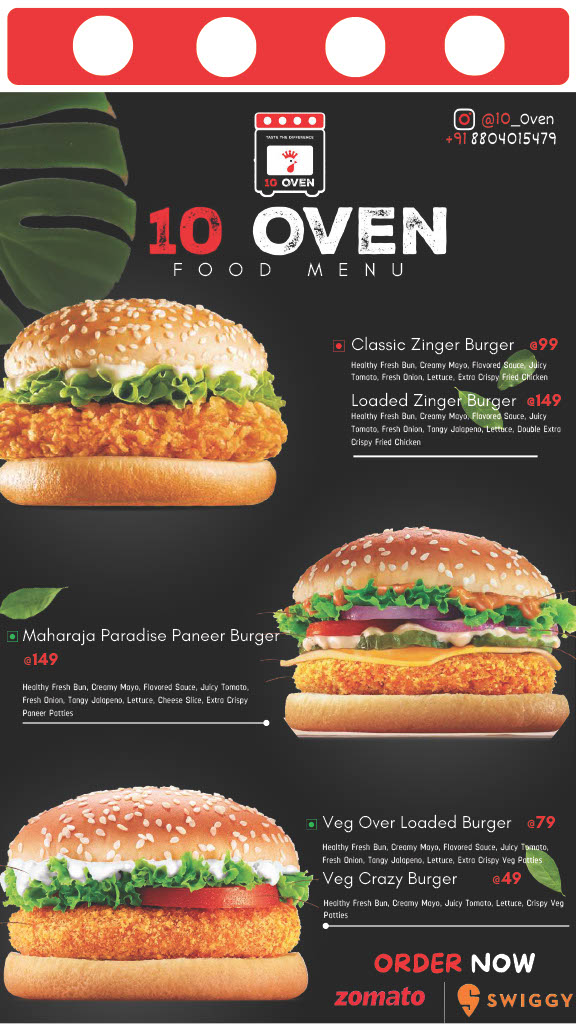 @10_Oven
+91 8804015479
TASTE THE DIFFERENCE
10 OVEN
10 OVEN
FOOD MENU
Classic Zinger Burger @99
Healthy Fresh Bun, Creamy Mayo, Flavored Sauce, Juicy
Tomato, Fresh Onion, Lettuce, Extra Crispy Fried Chicken
Loaded Zinger Burger @149
Healthy Fresh Bun, Creamy Mayo, Flavored Sauce, Juicy
Tomato, Fresh Onion, Tangy Jalapeno, Lettuce, Double Extra
Crispy Fried Chicken
Maharaja Paradise Paneer Burger
@149
Healthy Fresh Bun, Creamy Mayo, Flavored Sauce, Juicy Tomato,
Fresh Onion, Tangy Jalapeno, Lettuce, Cheese Slice, Extra Crispy
Paneer Patties
Veg Over Loaded Burger @79
Healthy Fresh Bun, Creamy Mayo, Flavored Sauce, Juicy Tomato,
Fresh Onion, Tangy Jalapeno, Lettuce, Extra Crispy Veg Patties
Veg Crazy Burger @49
Healthy Fresh Bun, Creamy Mayo, Juicy Tomato, Lettuce, Crispy Veg
Patties
ORDER NOW
zomato SWIGGY